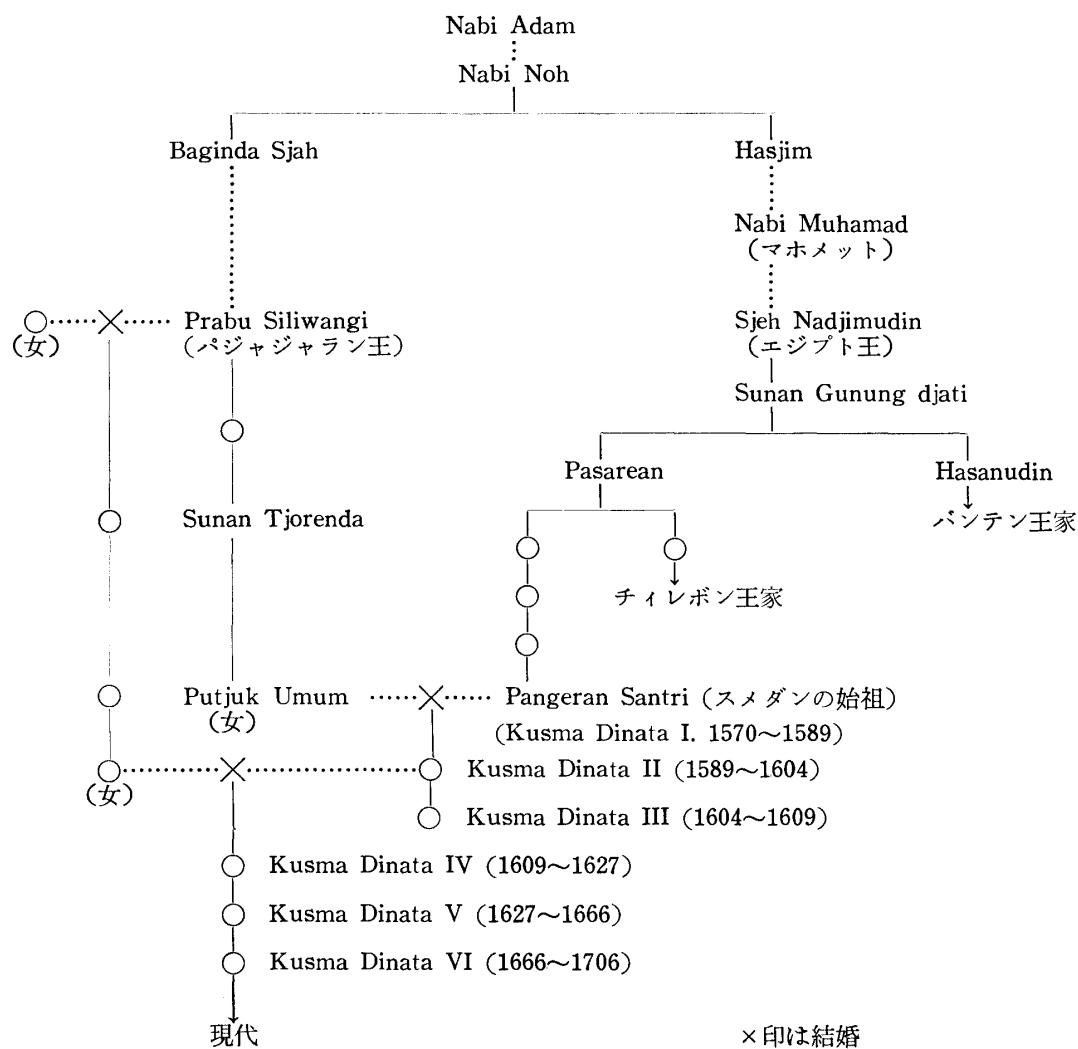 Nabi Adam
Nabi Noh
Baginda Sjah
Hasjim
Nabi Muhamad
(マホメット)
(女)
Prabu Siliwangi
(パジャジャラン王)
Sjeh Nadjimudin
(エジプト王)
Sunan Gunung djati
Pasarean
Hasanudin
バンテン王家
Sunan Tjorenda
チィレボン王家
Putjuk Umum
(女)
Pangeran Santri (スメダンの始祖)
(Kusma Dinata I. 1570~1589)
(女)
Kusma Dinata II (1589~1604)
Kusma Dinata III (1604~1609)
Kusma Dinata IV (1609~1627)
Kusma Dinata V (1627~1666)
Kusma Dinata VI (1666~1706)
現代
×印は結婚